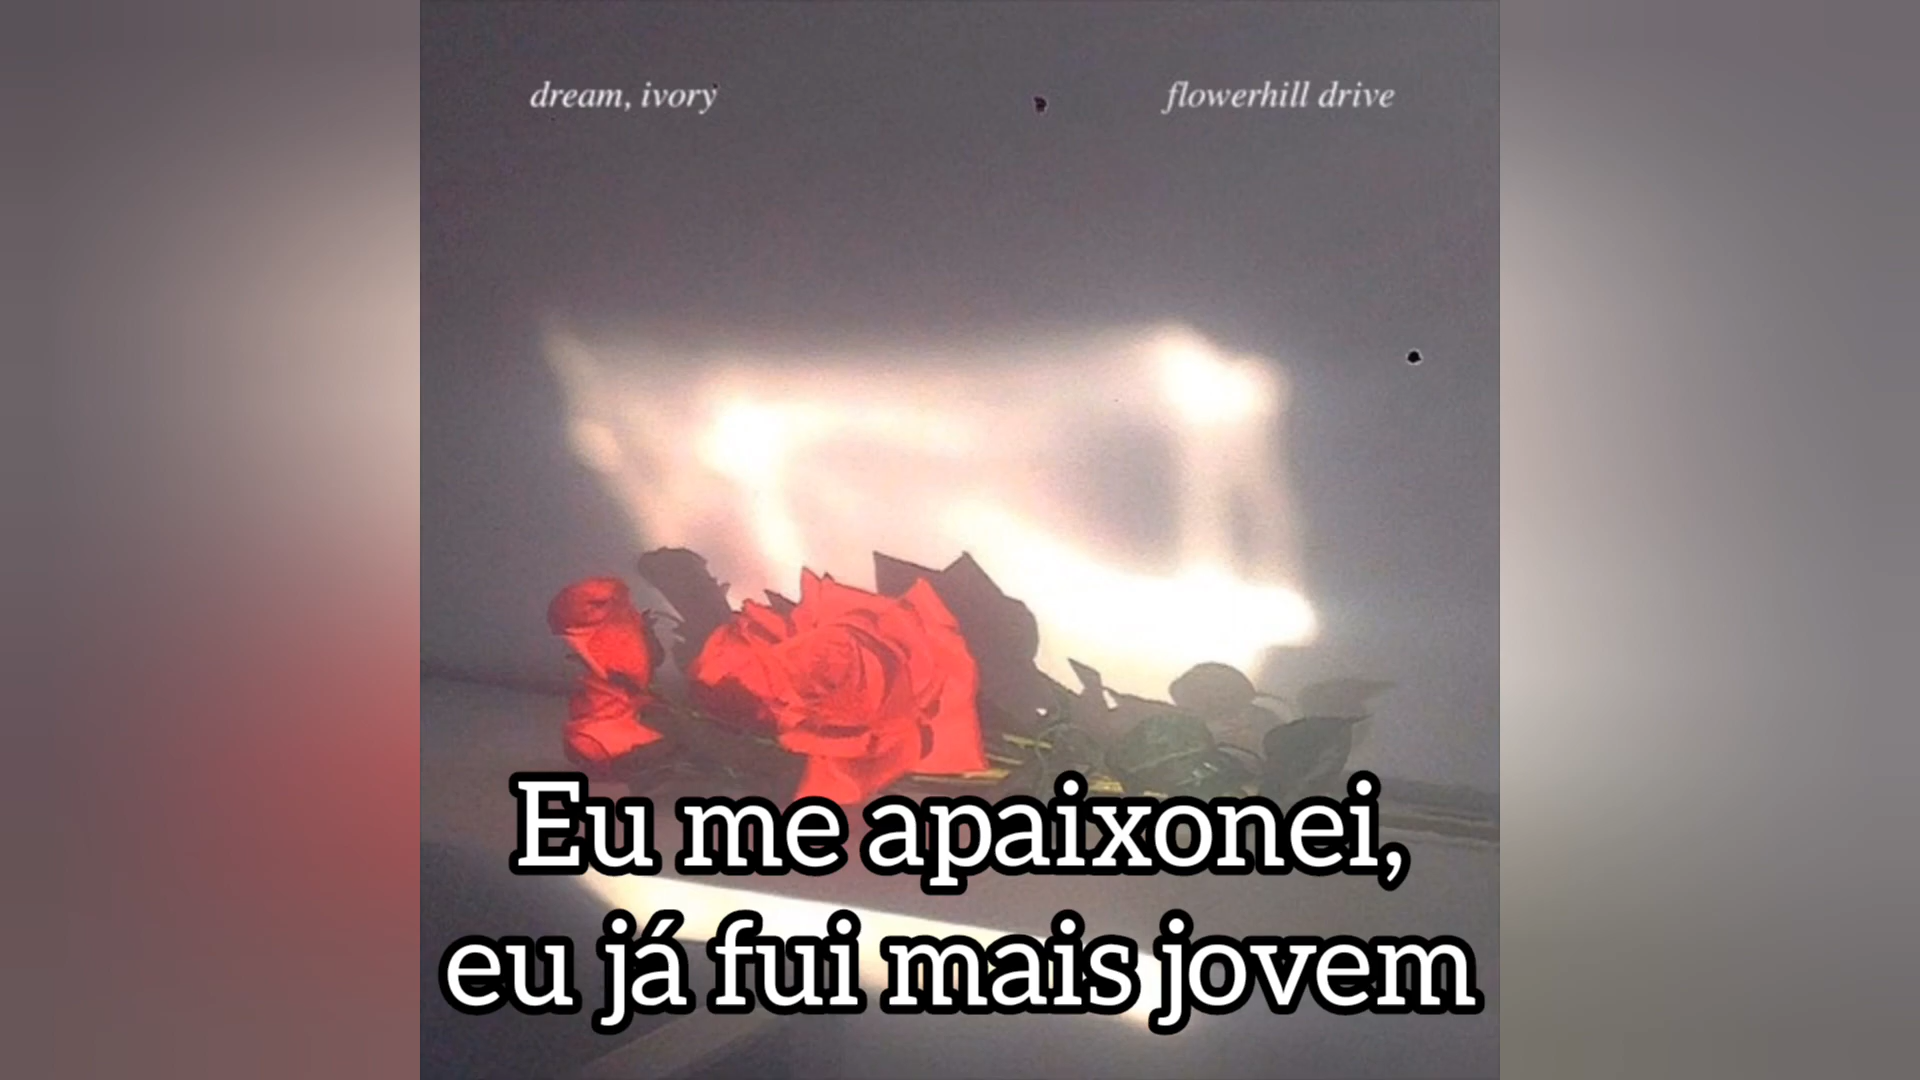 dream, ivory
flowerhill drive
Eu me apaixonei,
eu já fui mais jovem